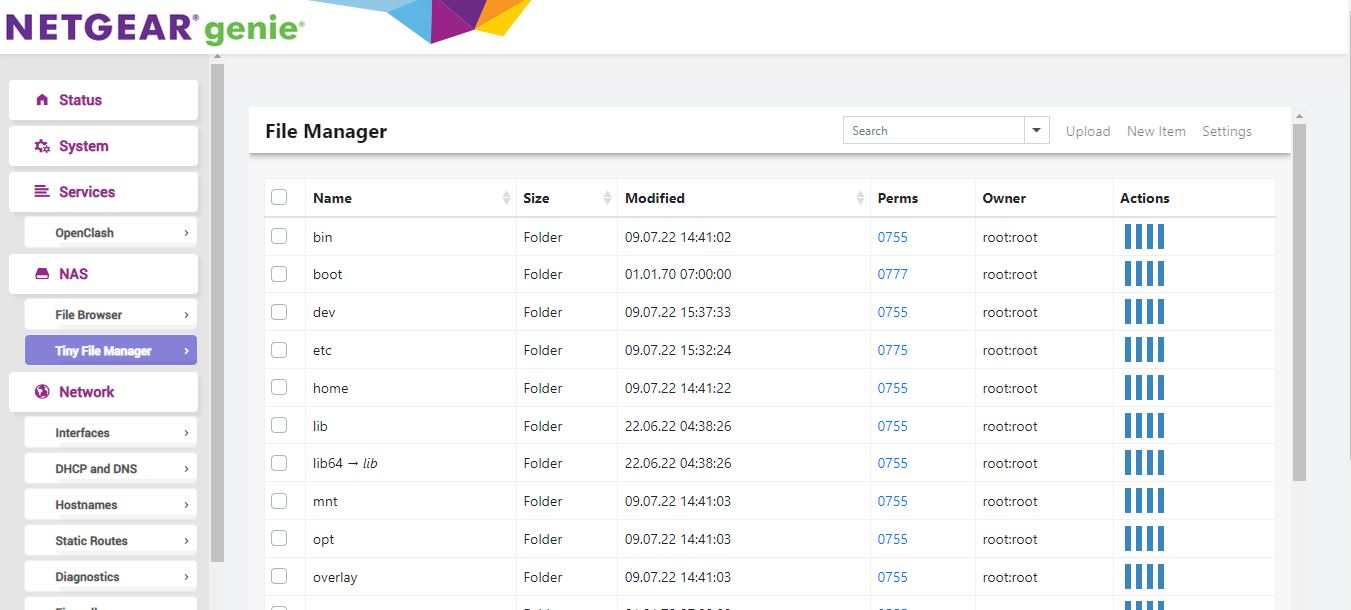 NETGEAR® genie®
Status
System
Services
OpenClash
NAS
File Browser
Tiny File Manager
Network
Interfaces
DHCP and DNS
Hostnames
Static Routes
Diagnostics
File Manager
Search
Upload New Item Settings
Name Size Modified Perms Owner Actions
bin Folder 09.07.22 14:41:02 0755 root:root
boot Folder 01.01.70 07:00:00 0777 root:root
dev Folder 09.07.22 15:37:33 0755 root:root
etc Folder 09.07.22 15:32:24 0775 root:root
home Folder 09.07.22 14:41:22 0755 root:root
lib Folder 22.06.22 04:38:26 0755 root:root
lib64 → lib Folder 22.06.22 04:38:26 0755 root:root
mnt Folder 09.07.22 14:41:03 0755 root:root
opt Folder 09.07.22 14:41:03 0755 root:root
overlay Folder 09.07.22 14:41:03 0755 root:root